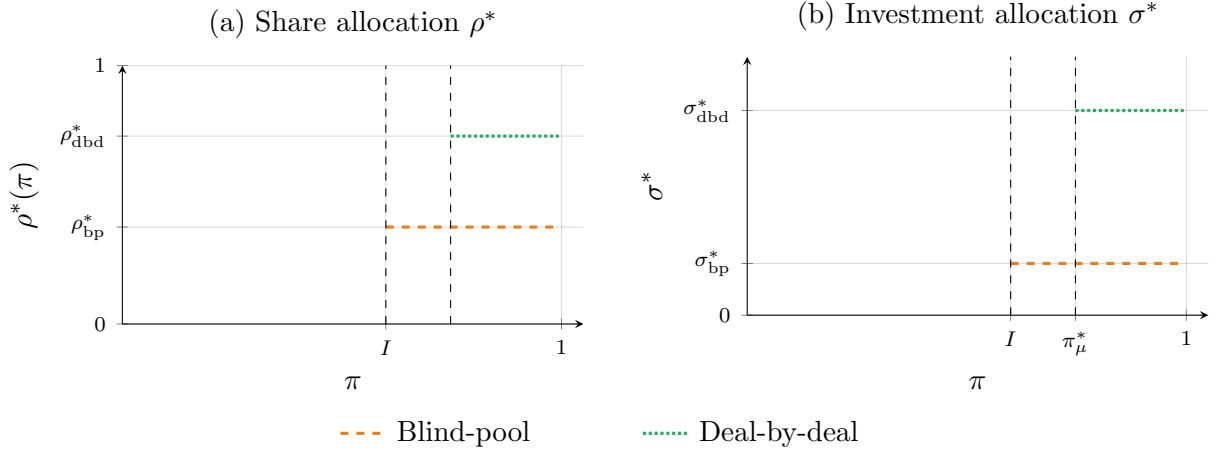 (a) Share allocation ρ*
(b) Investment allocation σ*
1
ρ*dbd
ρ*(π)
ρ*bp
0
I
1
π
σ*dbd
σ*
σ*bp
0
I
π*μ
1
π
Blind-pool
Deal-by-deal